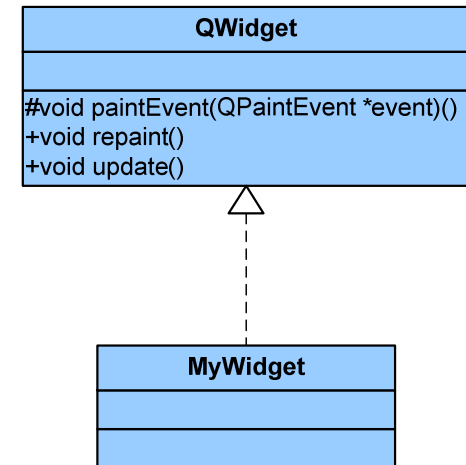 QWidget
#void paintEvent(QPaintEvent *event)()
+void repaint()
+void update()
MyWidget